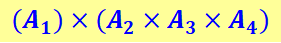 (A₁) × (A₂ × A₃ × A₄)